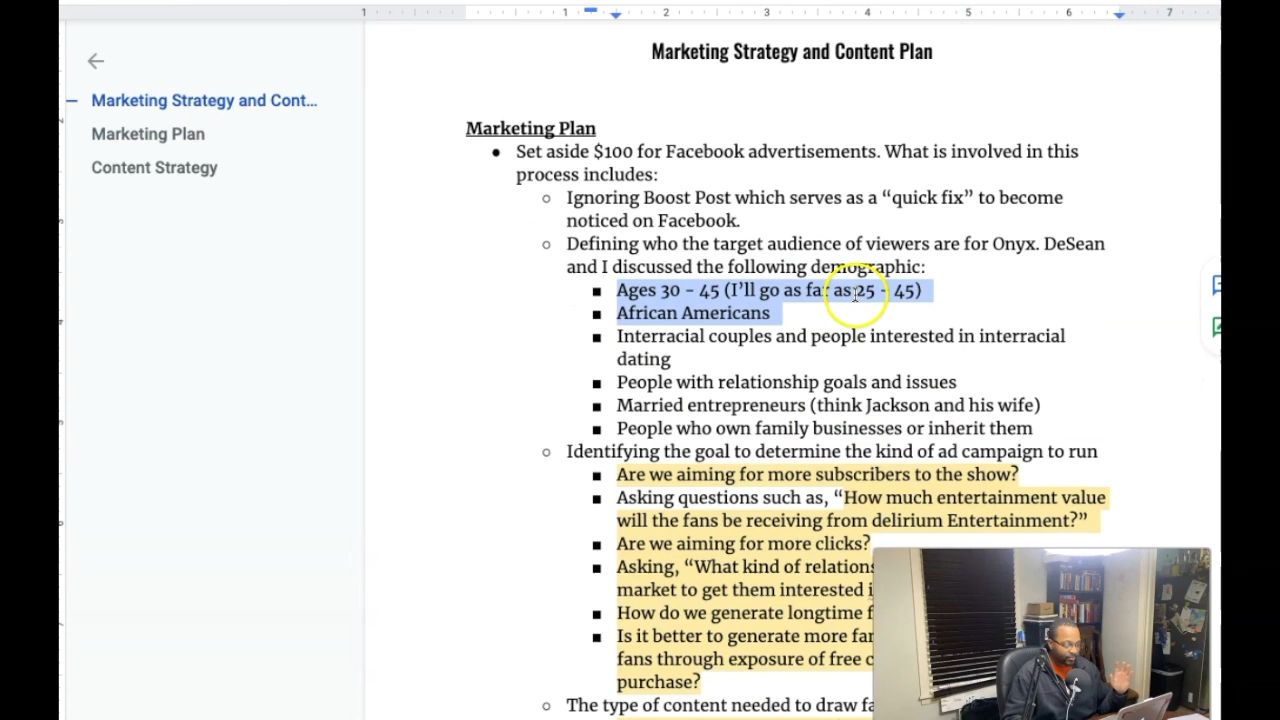 1 1 2 3 4 5 6 7
Marketing Strategy and Cont...
Marketing Plan
Content Strategy
Marketing Strategy and Content Plan
Marketing Plan
● Set aside $100 for Facebook advertisements. What is involved in this
process includes:
○ Ignoring Boost Post which serves as a “quick fix” to become
noticed on Facebook.
○ Defining who the target audience of viewers are for Onyx. DeSean
and I discussed the following demographic:
■ Ages 30 - 45 (I’ll go as far as 25 - 45)
■ African Americans
■ Interracial couples and people interested in interracial
dating
■ People with relationship goals and issues
■ Married entrepreneurs (think Jackson and his wife)
■ People who own family businesses or inherit them
○ Identifying the goal to determine the kind of ad campaign to run
■ Are we aiming for more subscribers to the show?
■ Asking questions such as, “How much entertainment value
will the fans be receiving from delirium Entertainment?”
■ Are we aiming for more clicks?
■ Asking, “What kind of relations
market to get them interested i
■ How do we generate longtime f
■ Is it better to generate more fan
fans through exposure of free c
purchase?
○ The type of content needed to draw fa